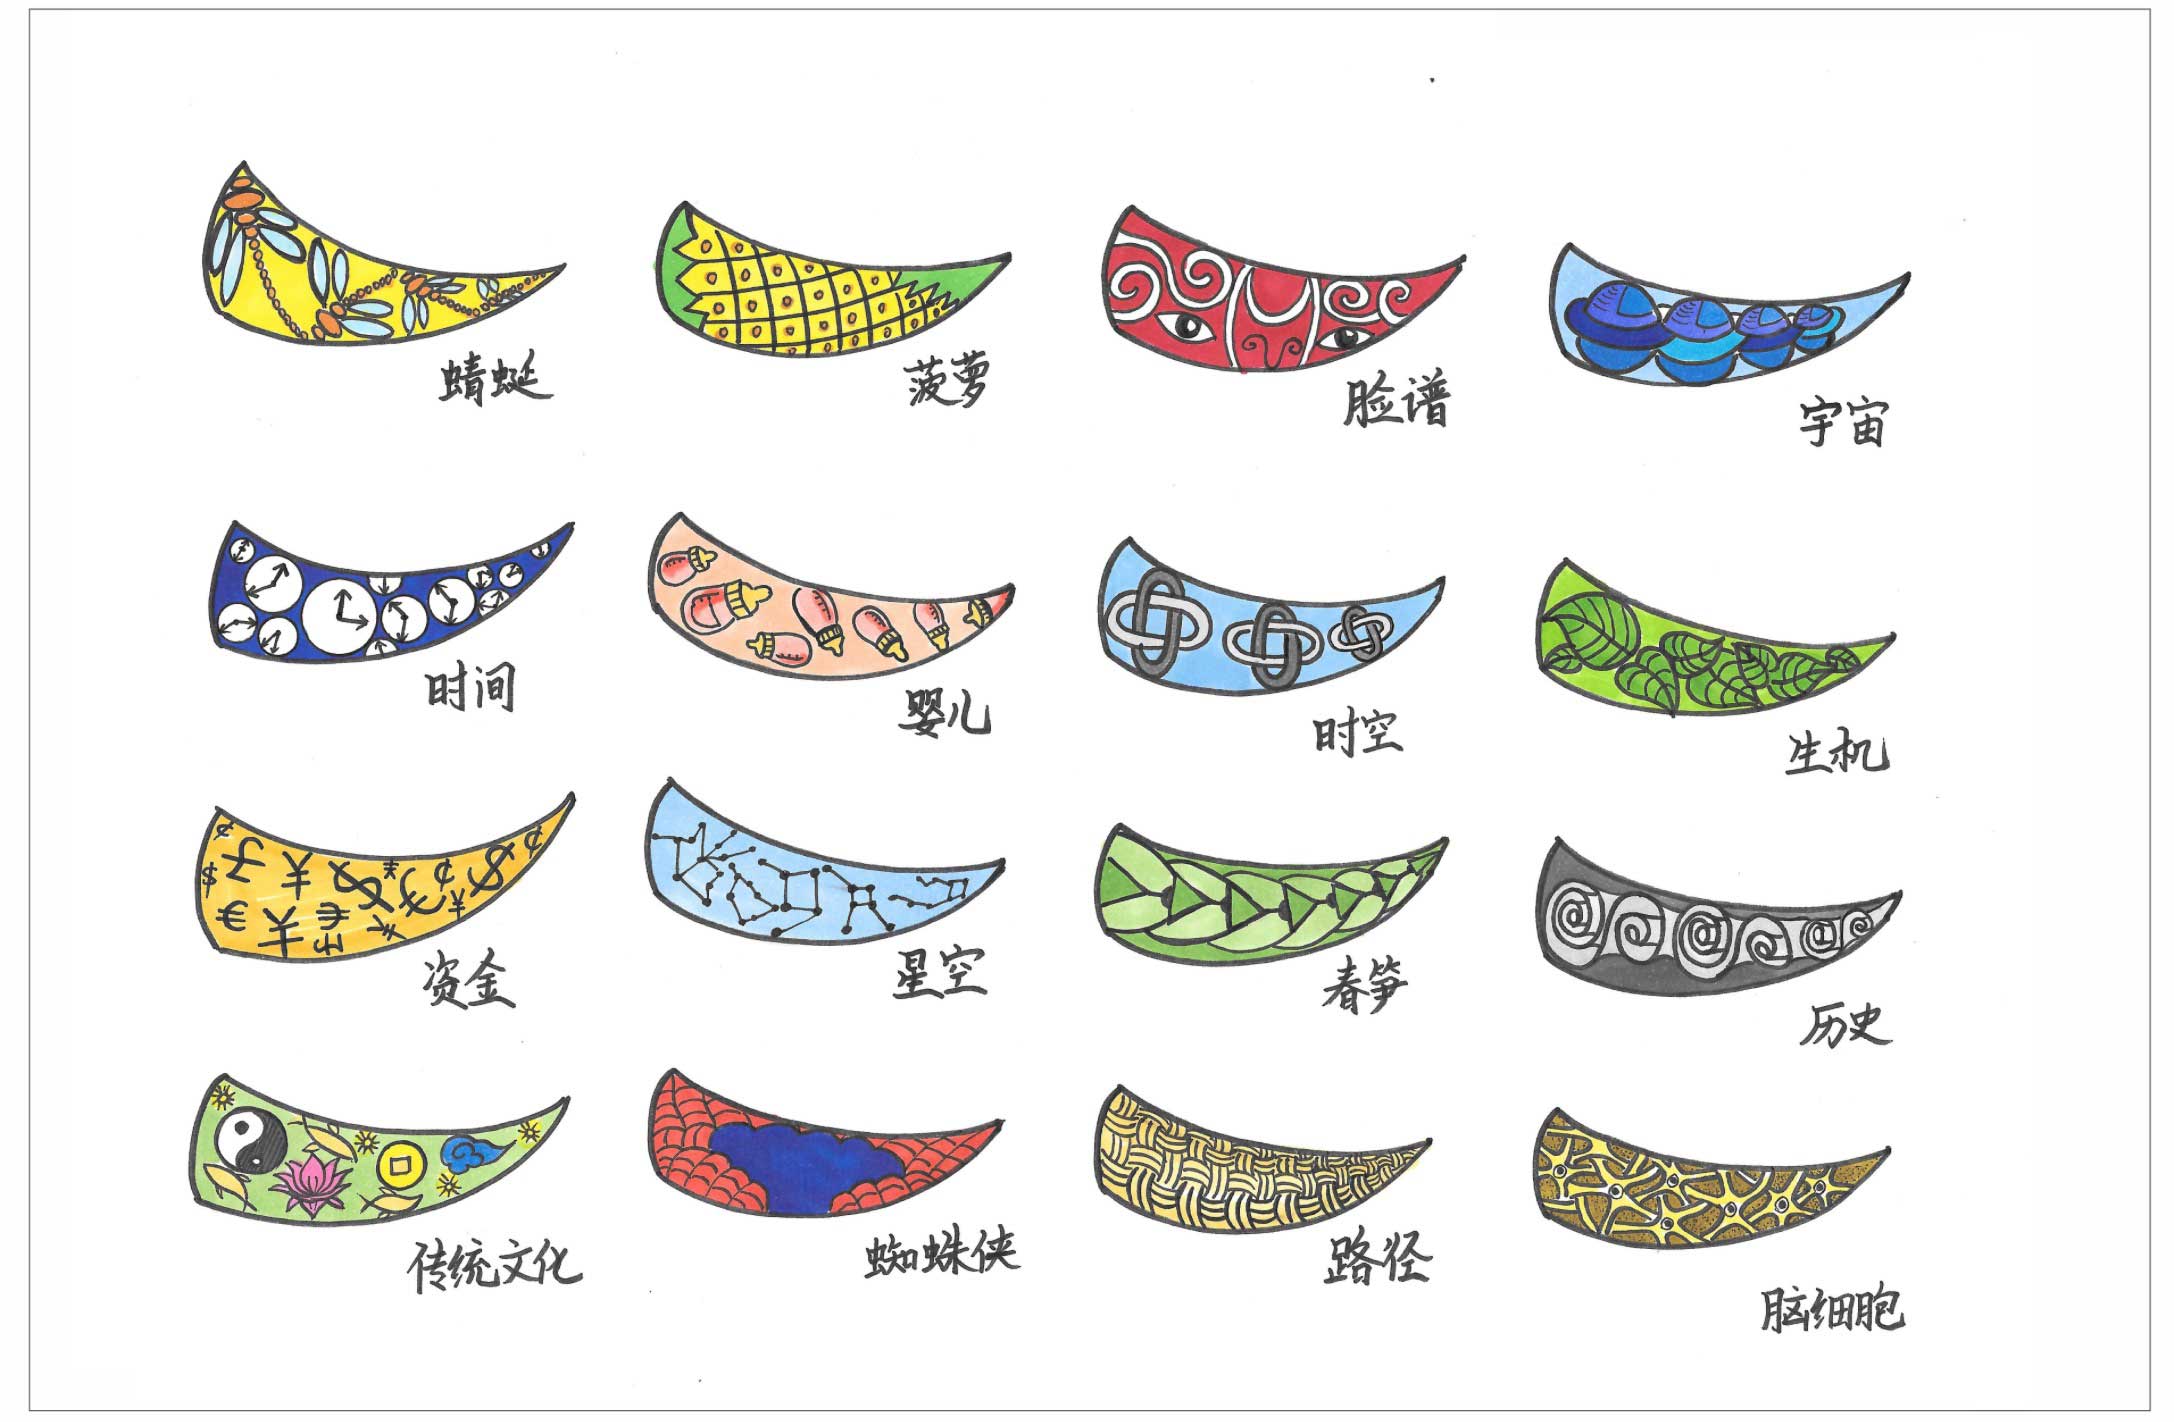 蜻蜓
菠萝
脸谱
宇宙
时间
婴儿
时空
生机
资金
星空
春笋
历史
传统文化
蜘蛛侠
路径
脑细胞